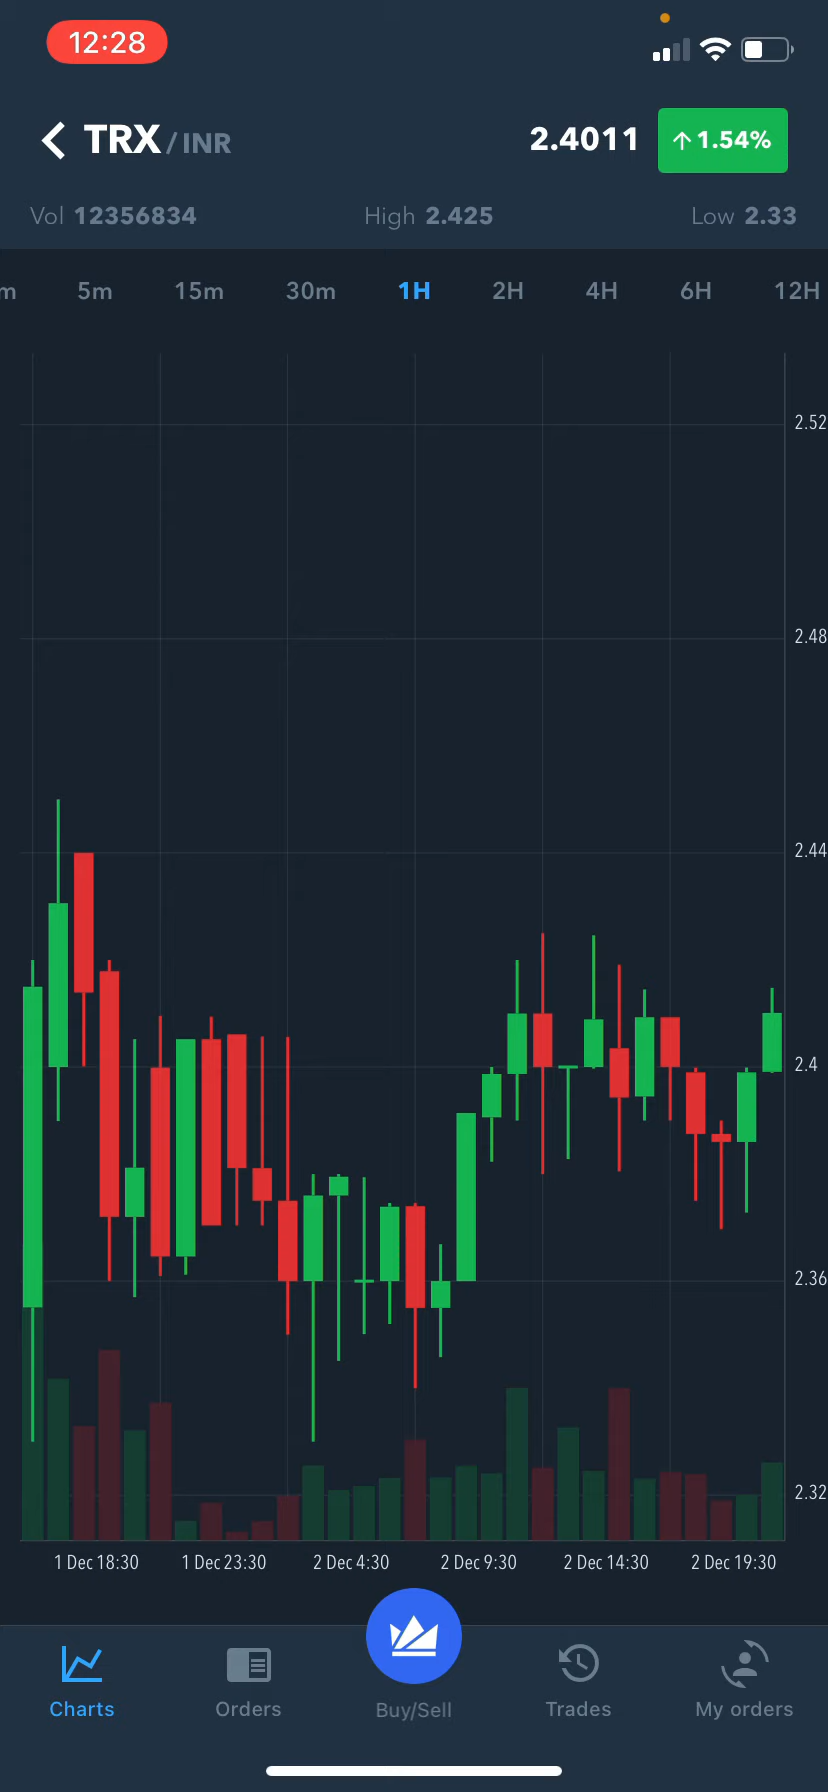 12:28
TRX / INR 2.4011 ↑ 1.54%
Vol 12356834 High 2.425 Low 2.33
m 5m 15m 30m 1H 2H 4H 6H 12H
2.52
2.48
2.44
2.4
2.36
2.32
1 Dec 18:30 1 Dec 23:30 2 Dec 4:30 2 Dec 9:30 2 Dec 14:30 2 Dec 19:30
Charts Orders Buy/Sell Trades My orders